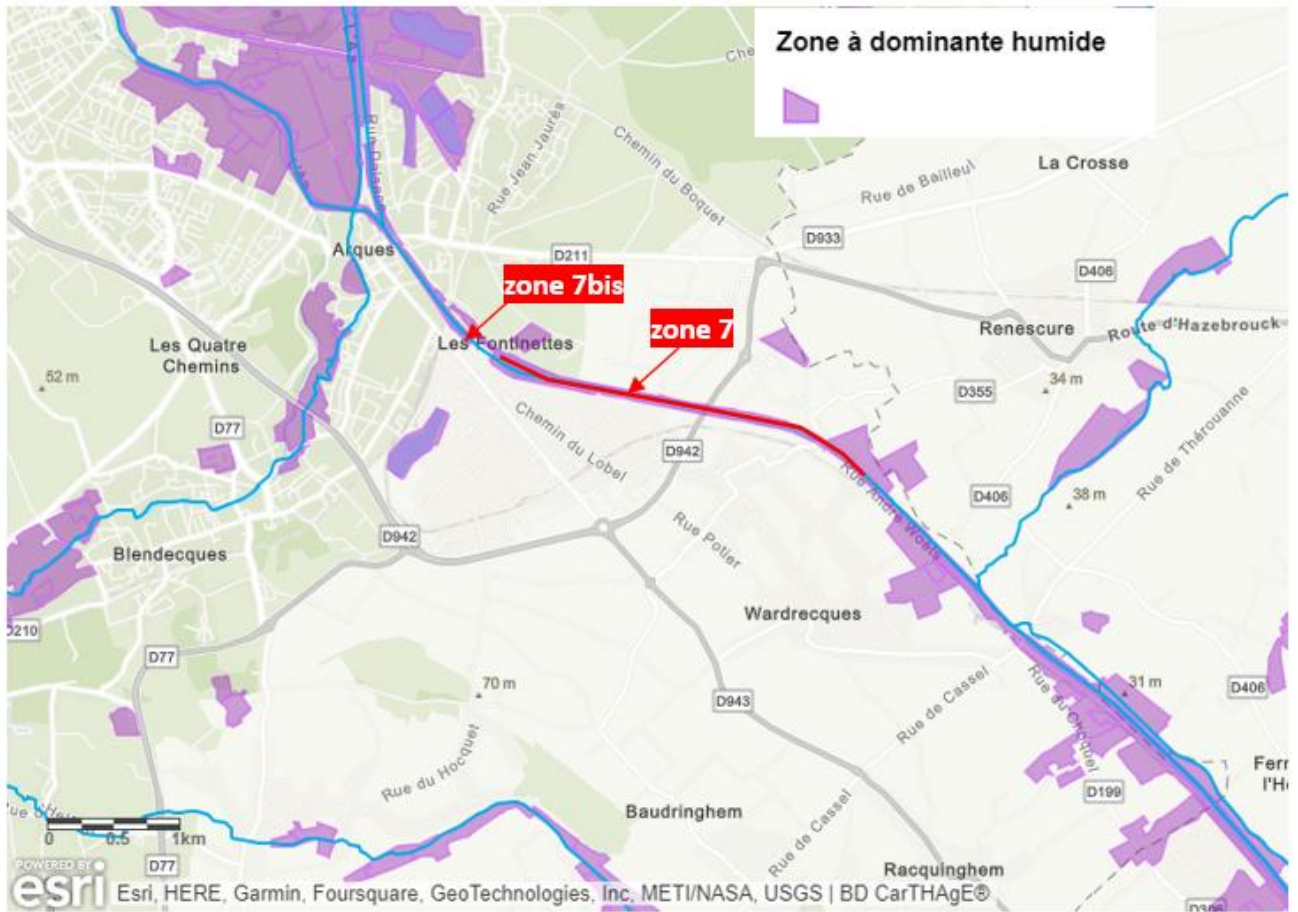 Zone à dominante humide
La Crosse
Rue de Bailleul
Chemin du Boquet
Rue Jean Jaurès
D933
Arques
D211
D406
zone 7bis
zone 7
Renescure
Route d'Hazebrouck
Les Quatre
Chemins
Les Fontinettes
52 m
D355
34 m
D77
Chemin du Lobel
D942
Rue de Thérouanne
Rue André Woets
D406
38 m
D942
Rue Potier
Blendecques
Wardrecques
D210
D77
70 m
31 m
D406
D943
Rue de Cassel
Rue du Choquel
Rue du Hocquet
D199
Baudringhem
Rue de Cassel
0 0.5 1km
D77
Racquinghem
POWERED BY
esri
Esri, HERE, Garmin, Foursquare, GeoTechnologies, Inc, METI/NASA, USGS | BD CarTHAgE®